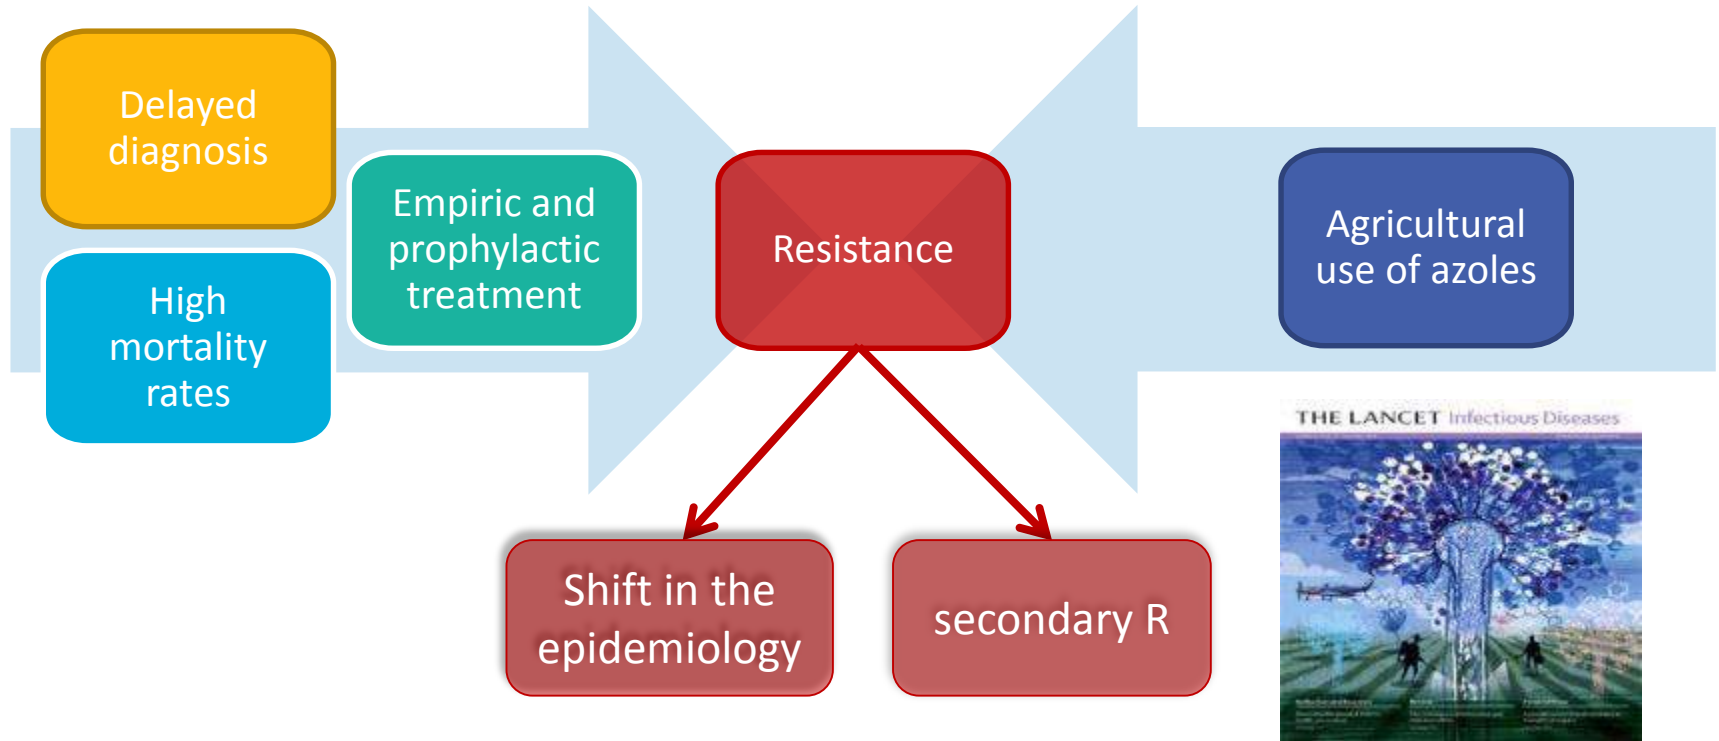 Delayed
diagnosis
High
mortality
rates
Empiric and
prophylactic
treatment
Resistance
Agricultural
use of azoles
Shift in the
epidemiology
secondary R
THE LANCET Infectious Diseases